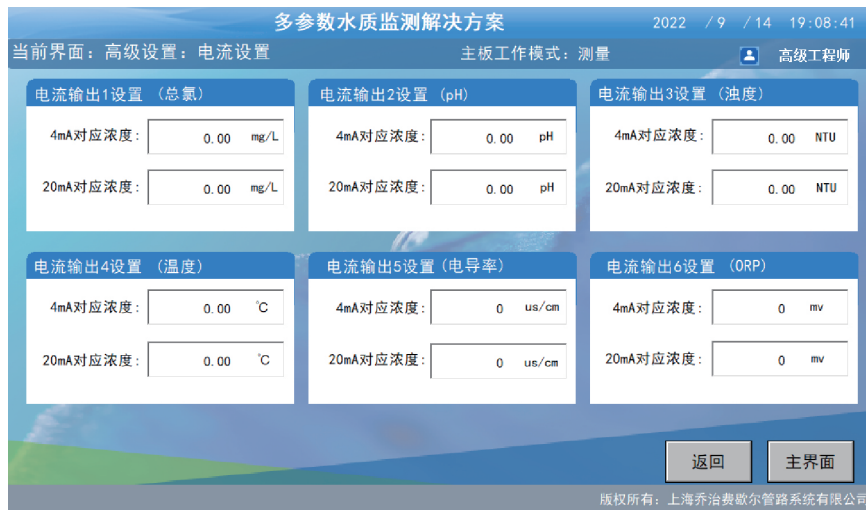 多参数水质监测解决方案 2022 /9 /14 19:08:41
当前界面：高级设置：电流设置 主板工作模式：测量 高级工程师
电流输出1设置 (总氯) 电流输出2设置 (pH) 电流输出3设置 (浊度)
4mA对应浓度: 0.00 mg/L 4mA对应浓度: 0.00 pH 4mA对应浓度: 0.00 NTU
20mA对应浓度: 0.00 mg/L 20mA对应浓度: 0.00 pH 20mA对应浓度: 0.00 NTU
电流输出4设置 (温度) 电流输出5设置(电导率) 电流输出6设置 (ORP)
4mA对应浓度: 0.00 ℃ 4mA对应浓度: 0 us/cm 4mA对应浓度: 0 mv
20mA对应浓度: 0.00 ℃ 20mA对应浓度: 0 us/cm 20mA对应浓度: 0 mv
返回 主界面
版权所有：上海乔治费歇尔管路系统有限公司